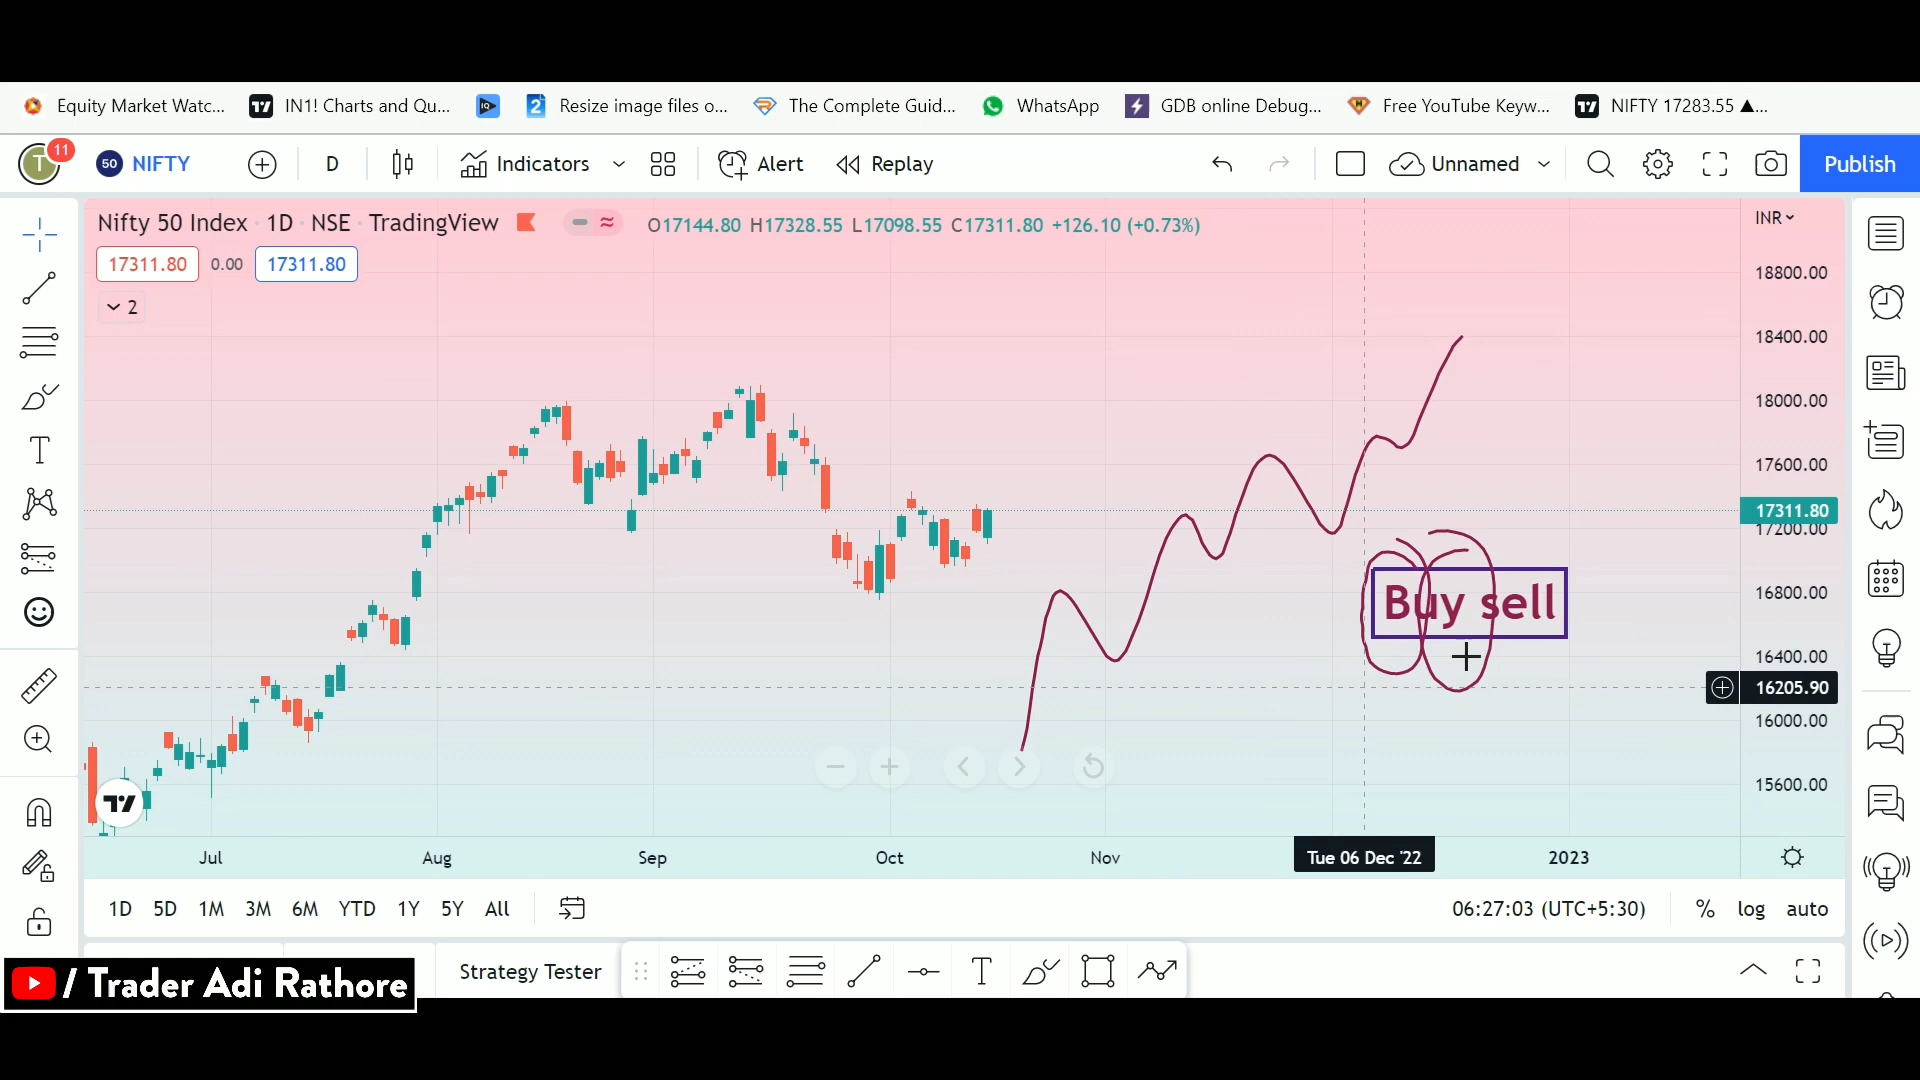 Equity Market Watc... IN1! Charts and Qu... Resize image files o... The Complete Guid... WhatsApp GDB online Debug... Free YouTube Keyw... NIFTY 17283.55 ▲...
T 11 50 NIFTY D Indicators Alert Replay Unnamed Publish
Nifty 50 Index · 1D · NSE · TradingView O17144.80 H17328.55 L17098.55 C17311.80 +126.10 (+0.73%) INR
17311.80 0.00 17311.80
2
18800.00
18400.00
18000.00
17600.00
17311.80
17200.00
16800.00
Buy sell
16400.00
16205.90
16000.00
15600.00
Jul Aug Sep Oct Nov Tue 06 Dec '22 2023
1D 5D 1M 3M 6M YTD 1Y 5Y All 06:27:03 (UTC+5:30) % log auto
Strategy Tester
/ Trader Adi Rathore